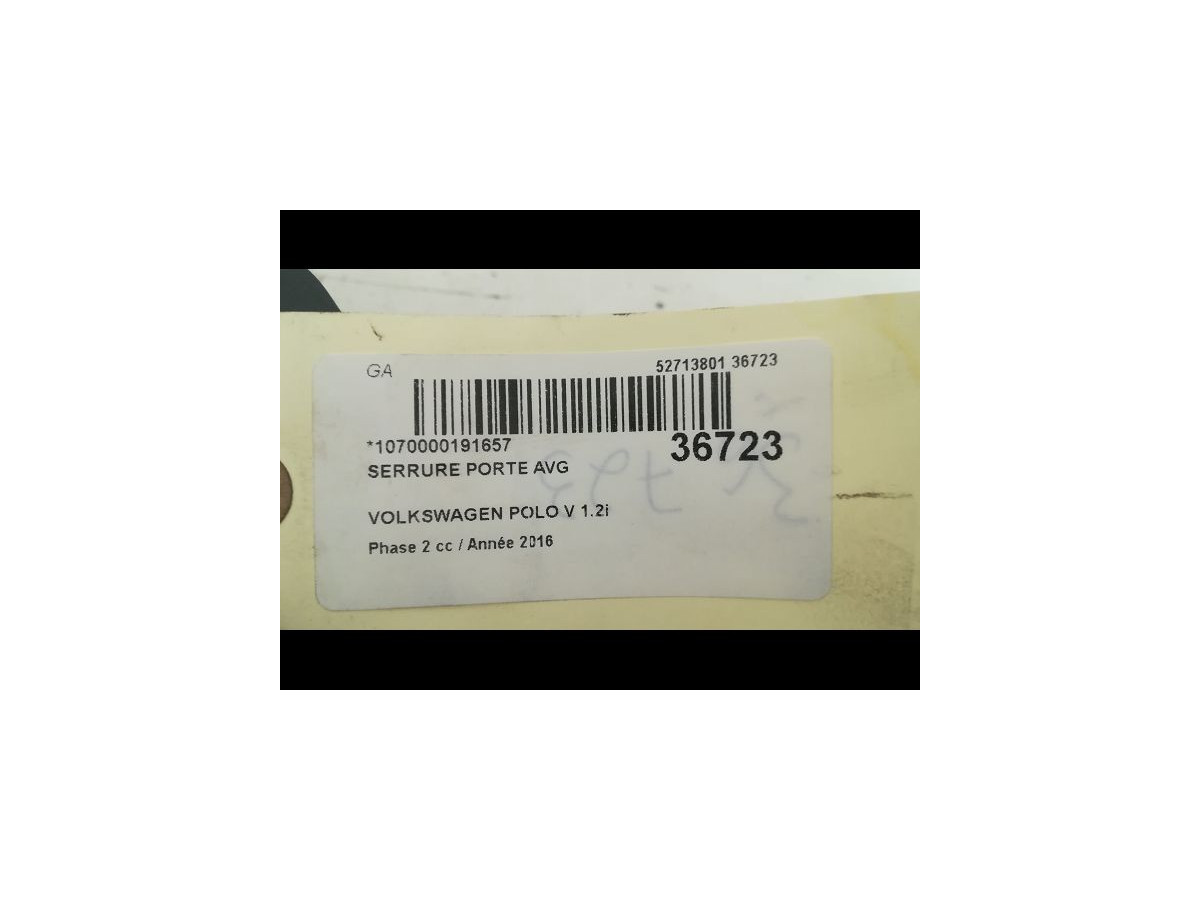 GA
52713801 36723
*1070000191657
36723
SERRURE PORTE AVG
VOLKSWAGEN POLO V 1.2i
Phase 2 cc / Année 2016